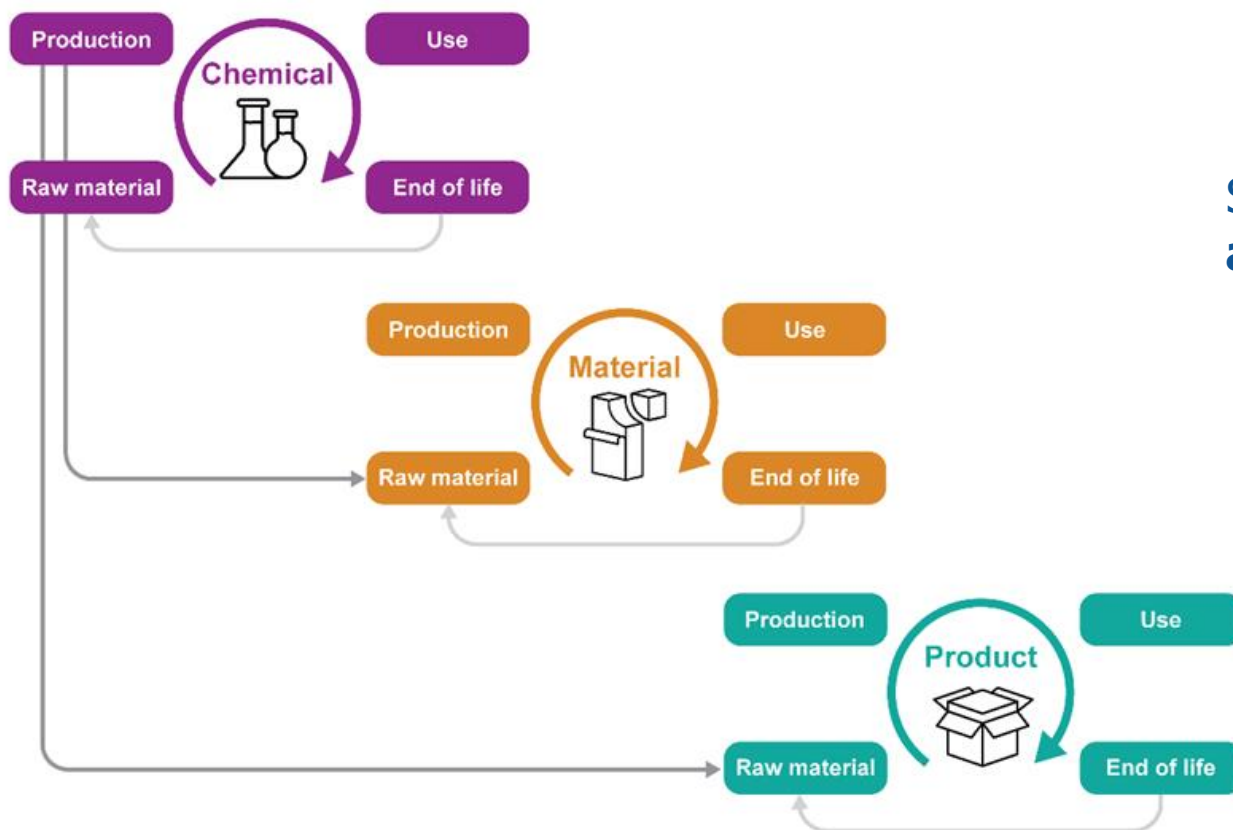 Production
Use
Chemical
Raw material
End of life
Production
Use
Material
Raw material
End of life
Production
Use
Product
Raw material
End of life